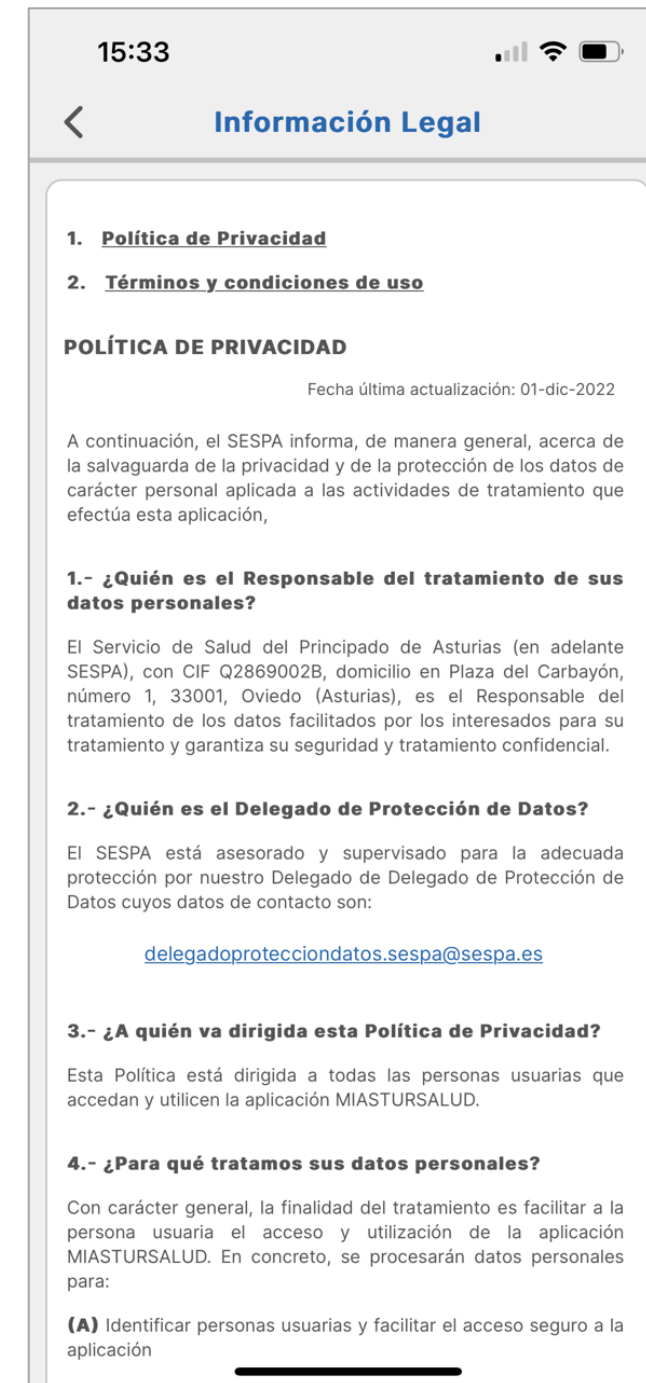 15:33
Información Legal
1. Política de Privacidad
2. Términos y condiciones de uso
POLÍTICA DE PRIVACIDAD
Fecha última actualización: 01-dic-2022
A continuación, el SESPA informa, de manera general, acerca de
la salvaguarda de la privacidad y de la protección de los datos de
carácter personal aplicada a las actividades de tratamiento que
efectúa esta aplicación,
1.- ¿Quién es el Responsable del tratamiento de sus
datos personales?
El Servicio de Salud del Principado de Asturias (en adelante
SESPA), con CIF Q2869002B, domicilio en Plaza del Carbayón,
número 1, 33001, Oviedo (Asturias), es el Responsable del
tratamiento de los datos facilitados por los interesados para su
tratamiento y garantiza su seguridad y tratamiento confidencial.
2.- ¿Quién es el Delegado de Protección de Datos?
El SESPA está asesorado y supervisado para la adecuada
protección por nuestro Delegado de Delegado de Protección de
Datos cuyos datos de contacto son:
delegadoprotecciondatos.sespa@sespa.es
3.- ¿A quién va dirigida esta Política de Privacidad?
Esta Política está dirigida a todas las personas usuarias que
accedan y utilicen la aplicación MIASTURSALUD.
4.- ¿Para qué tratamos sus datos personales?
Con carácter general, la finalidad del tratamiento es facilitar a la
persona usuaria el acceso y utilización de la aplicación
MIASTURSALUD. En concreto, se procesarán datos personales
para:
(A) Identificar personas usuarias y facilitar el acceso seguro a la
aplicación